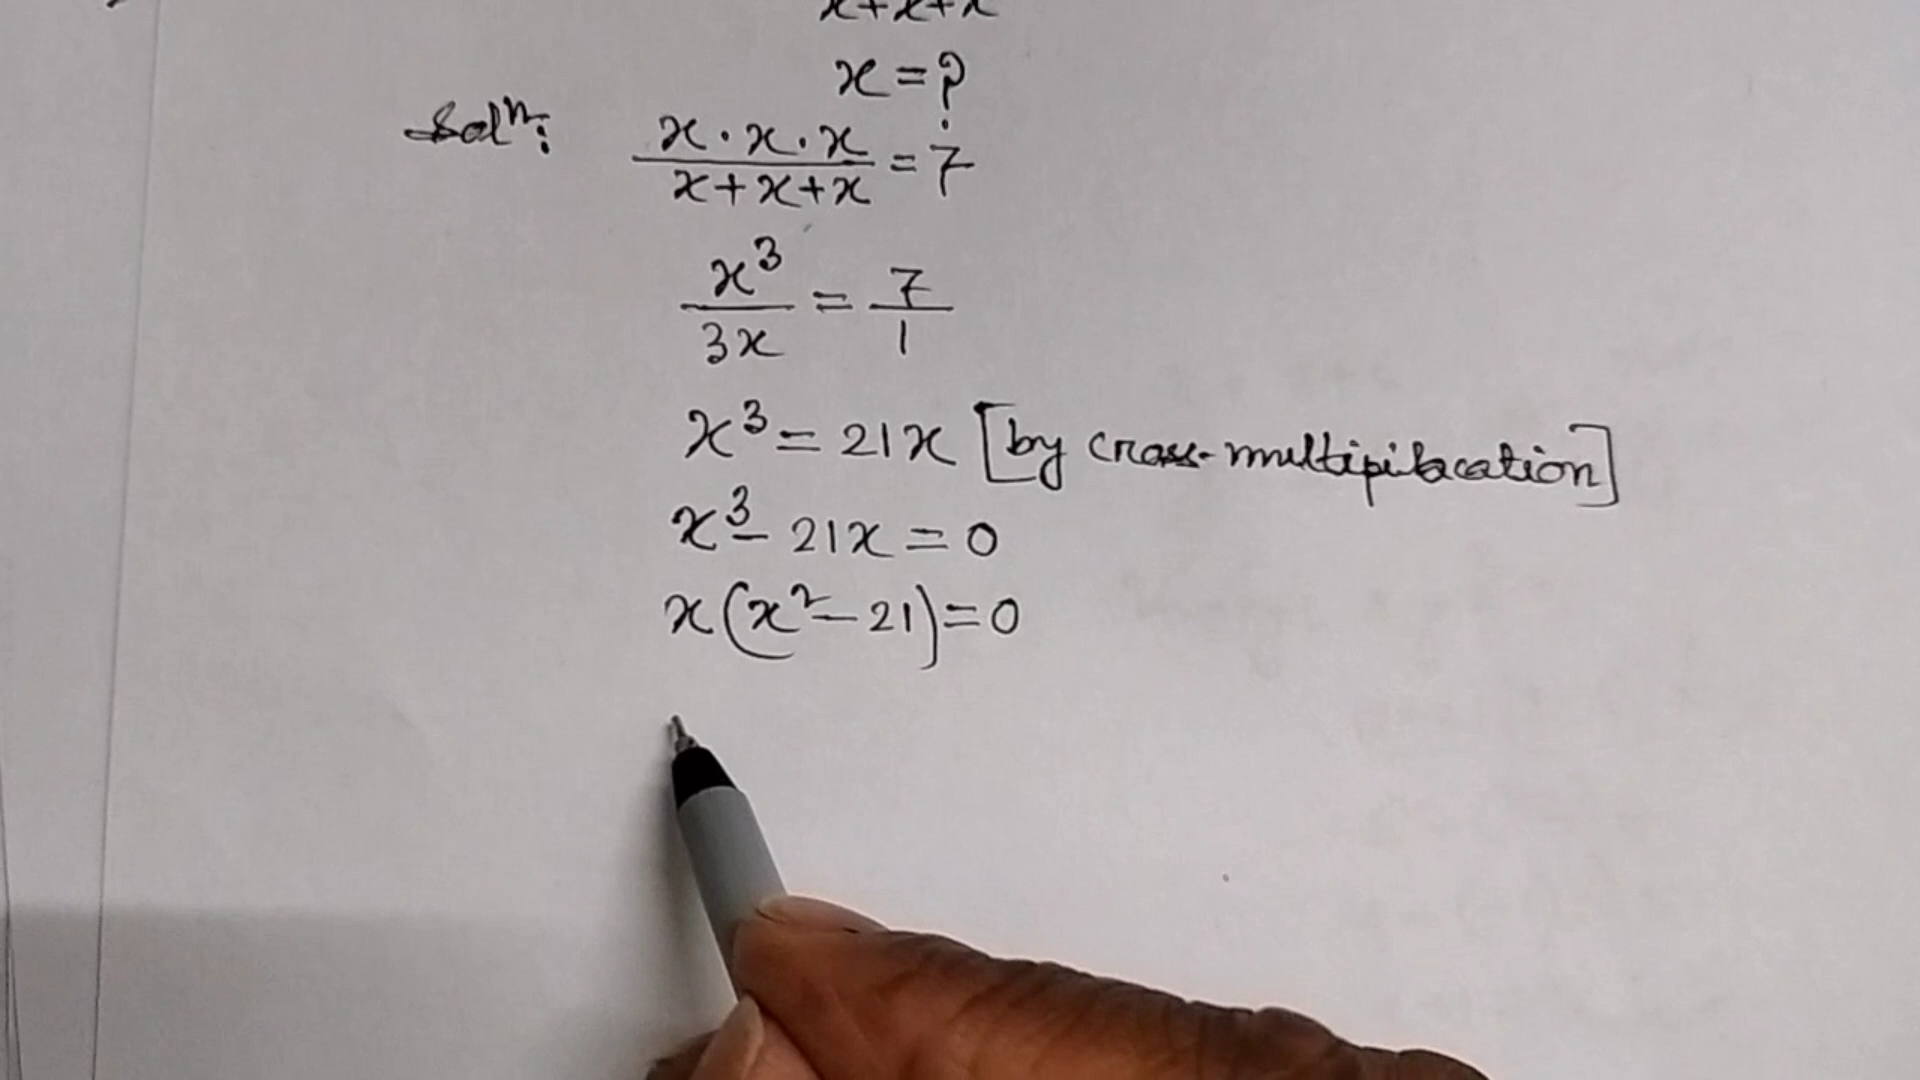 x+x+x
x=?
Solⁿ:
x·x·x / x+x+x = 7
x³ / 3x = 7 / 1
x³ = 21x [by cross-multipilacation]
x³ - 21x = 0
x(x² - 21) = 0